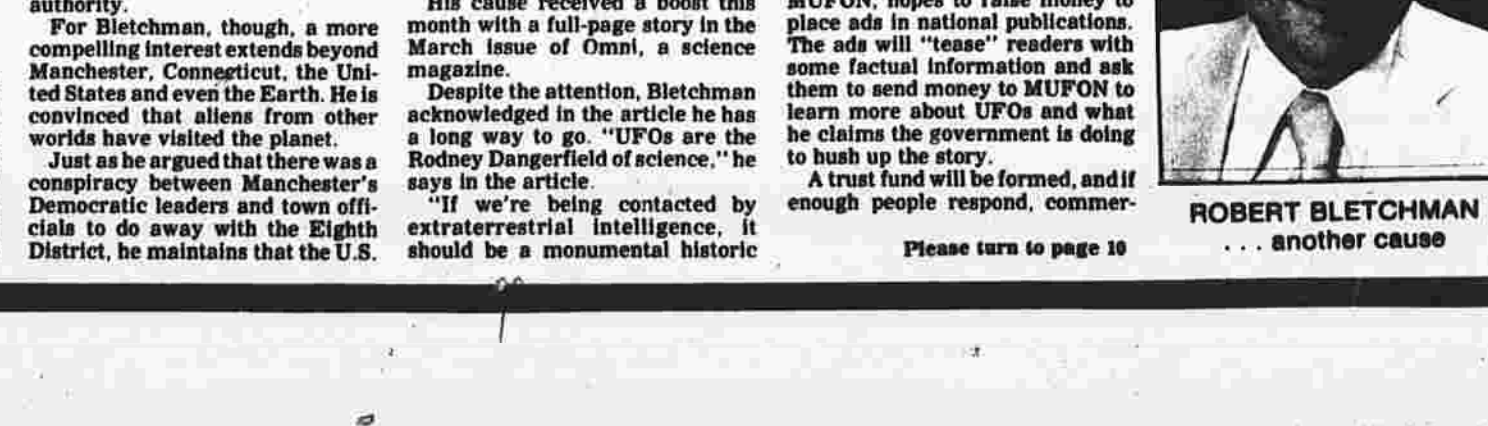 authority.
For Bletchman, though, a more
compelling interest extends beyond
Manchester, Connecticut, the Uni-
ted States and even the Earth. He is
convinced that aliens from other
worlds have visited the planet.
Just as he argued that there was a
conspiracy between Manchester's
Democratic leaders and town offi-
cials to do away with the Eighth
District, he maintains that the U.S.
His cause received a boost this
month with a full-page story in the
March issue of Omni, a science
magazine.
Despite the attention, Bletchman
acknowledged in the article he has
a long way to go. "UFOs are the
Rodney Dangerfield of science," he
says in the article.
"If we're being contacted by
extraterrestrial intelligence, it
should be a monumental historic
MUFON, hopes to raise money to
place ads in national publications.
The ads will "tease" readers with
some factual information and ask
them to send money to MUFON to
learn more about UFOs and what
he claims the government is doing
to hush up the story.
A trust fund will be formed, and if
enough people respond, commer-
Please turn to page 10
ROBERT BLETCHMAN
. . . another cause